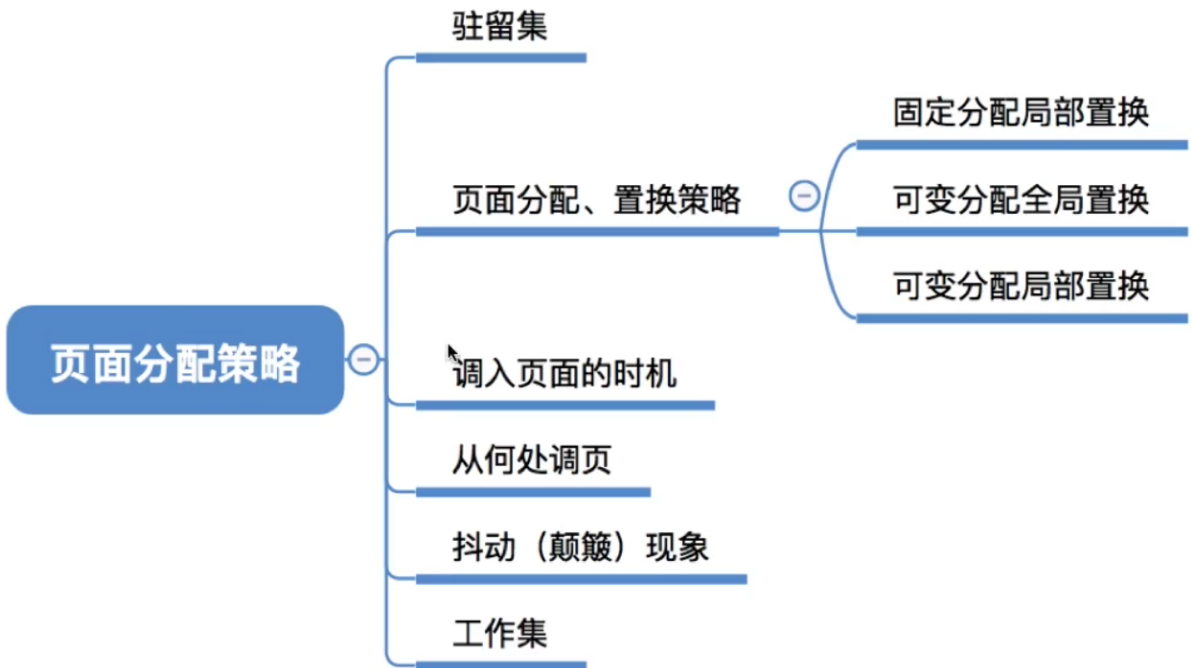 页面分配策略
驻留集
页面分配、置换策略
固定分配局部置换
可变分配全局置换
可变分配局部置换
调入页面的时机
从何处调页
抖动（颠簸）现象
工作集